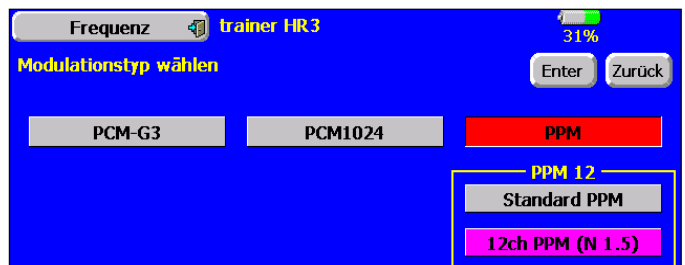 Frequenz trainer HR3
31%
Modulationstyp wählen
Enter Zurück
PCM-G3 PCM1024 PPM
PPM 12
Standard PPM
12ch PPM (N 1.5)